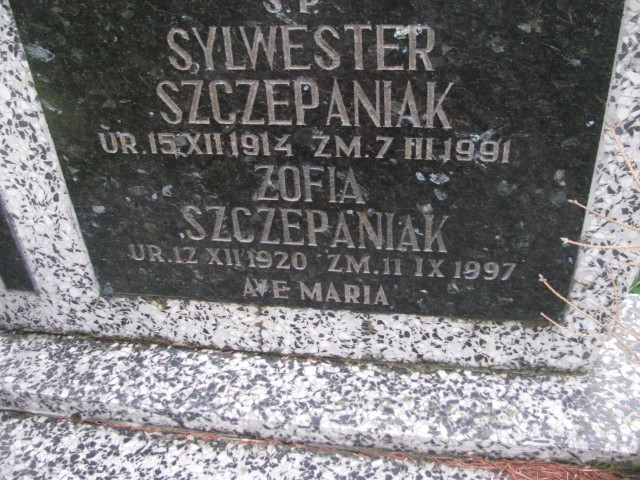 Ś.P.
SYLWESTER
SZCZEPANIAK
UR. 15 XII 1914 ZM. 7 III 1991
ZOFIA
SZCZEPANIAK
UR. 12 XII 1920 ZM. 11 IX 1997
AVE MARIA